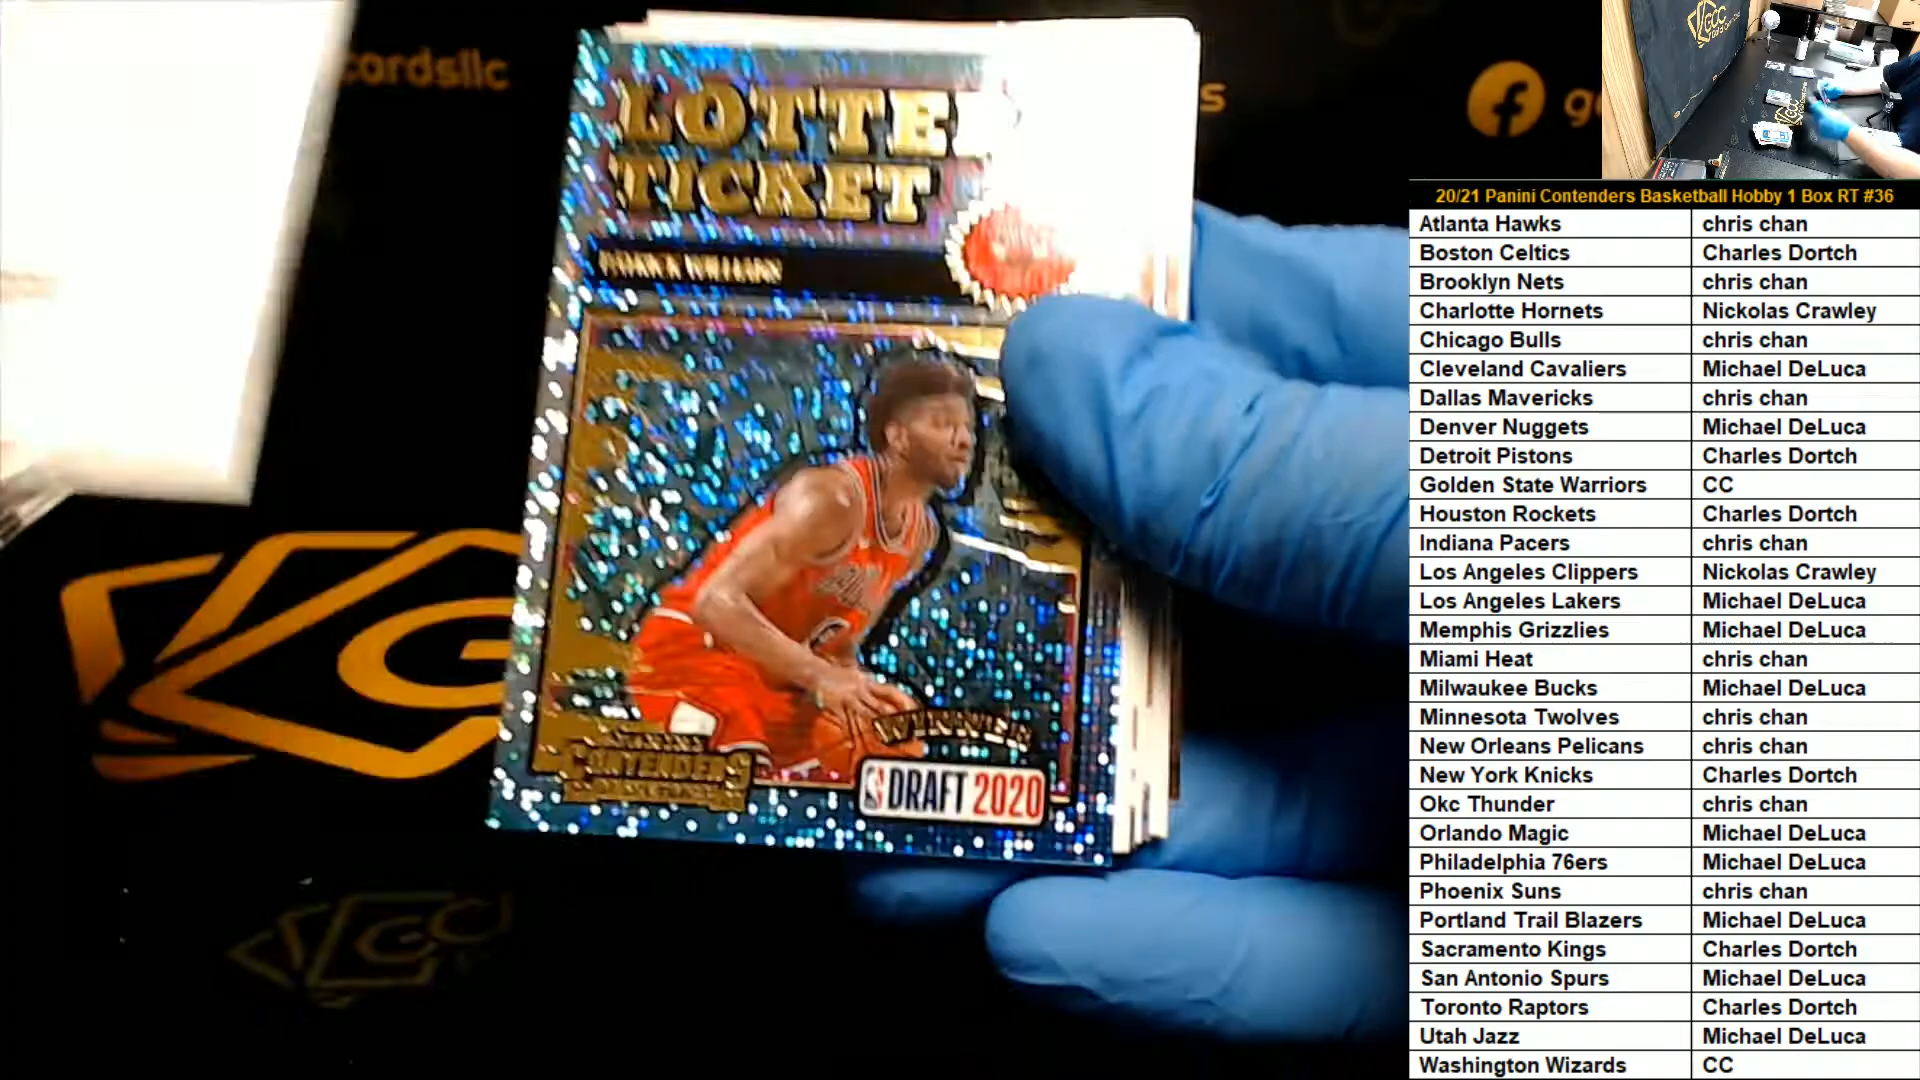 cardsllc
LOTTE
TICKET
WINNE
CONTENDERS
DRAFT 2020
GCC
20/21 Panini Contenders Basketball Hobby 1 Box RT #36
Atlanta Hawks chris chan
Boston Celtics Charles Dortch
Brooklyn Nets chris chan
Charlotte Hornets Nickolas Crawley
Chicago Bulls chris chan
Cleveland Cavaliers Michael DeLuca
Dallas Mavericks chris chan
Denver Nuggets Michael DeLuca
Detroit Pistons Charles Dortch
Golden State Warriors CC
Houston Rockets Charles Dortch
Indiana Pacers chris chan
Los Angeles Clippers Nickolas Crawley
Los Angeles Lakers Michael DeLuca
Memphis Grizzlies Michael DeLuca
Miami Heat chris chan
Milwaukee Bucks Michael DeLuca
Minnesota Twolves chris chan
New Orleans Pelicans chris chan
New York Knicks Charles Dortch
Okc Thunder chris chan
Orlando Magic Michael DeLuca
Philadelphia 76ers Michael DeLuca
Phoenix Suns chris chan
Portland Trail Blazers Michael DeLuca
Sacramento Kings Charles Dortch
San Antonio Spurs Michael DeLuca
Toronto Raptors Charles Dortch
Utah Jazz Michael DeLuca
Washington Wizards CC